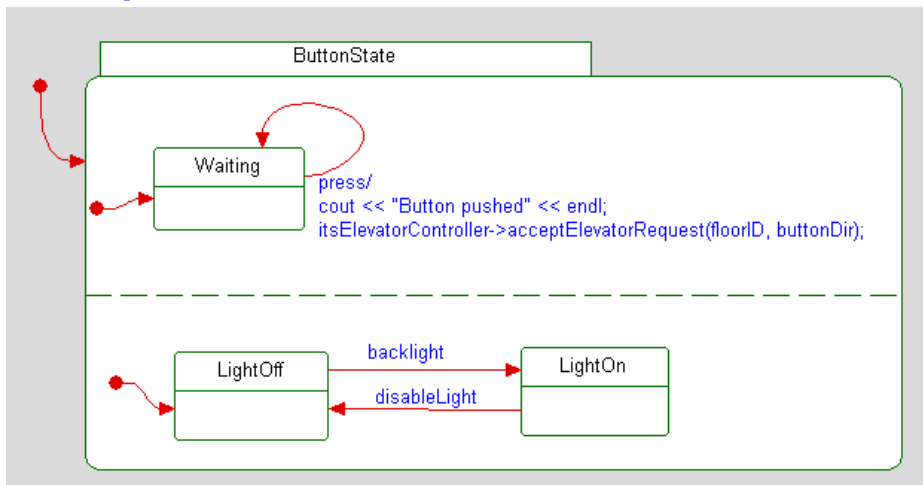 ButtonState
Waiting
press/
cout << "Button pushed" << endl;
itsElevatorController->acceptElevatorRequest(floorID, buttonDir);
LightOff
backlight
LightOn
disableLight